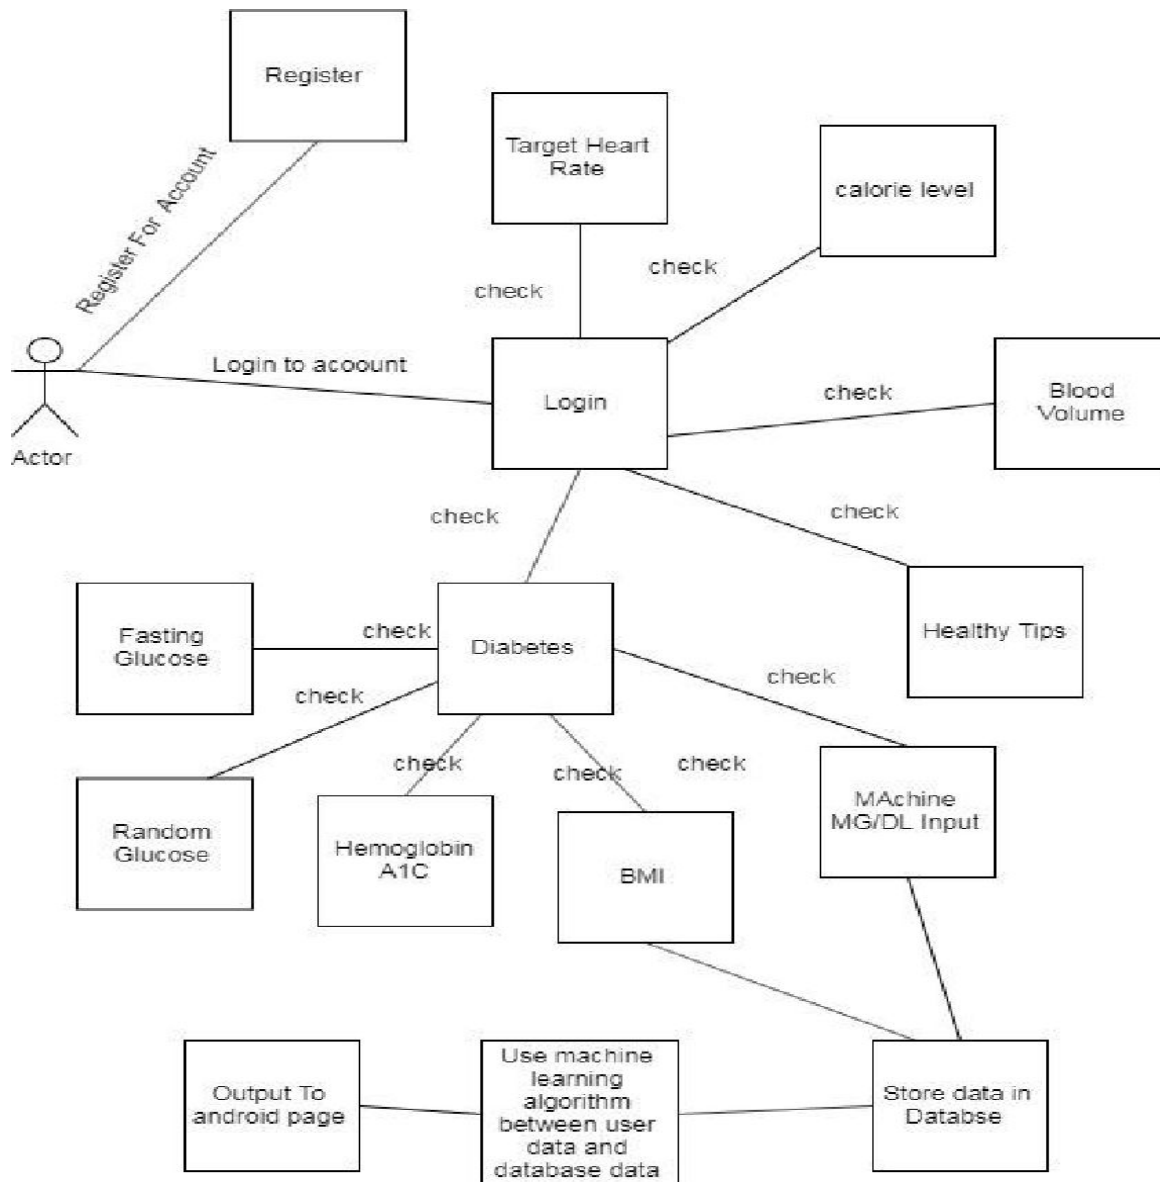 Register
Target Heart
Rate
calorie level
Register For Account
check
check
Login to acoount
Login
check
Blood
Volume
Actor
check
check
Fasting
Glucose
check
Diabetes
Healthy Tips
check
check
Random
Glucose
check
Hemoglobin
A1C
check
check
BMI
MAchine
MG/DL Input
Output To
android page
Use machine
learning
algorithm
between user
data and
database data
Store data in
Databse